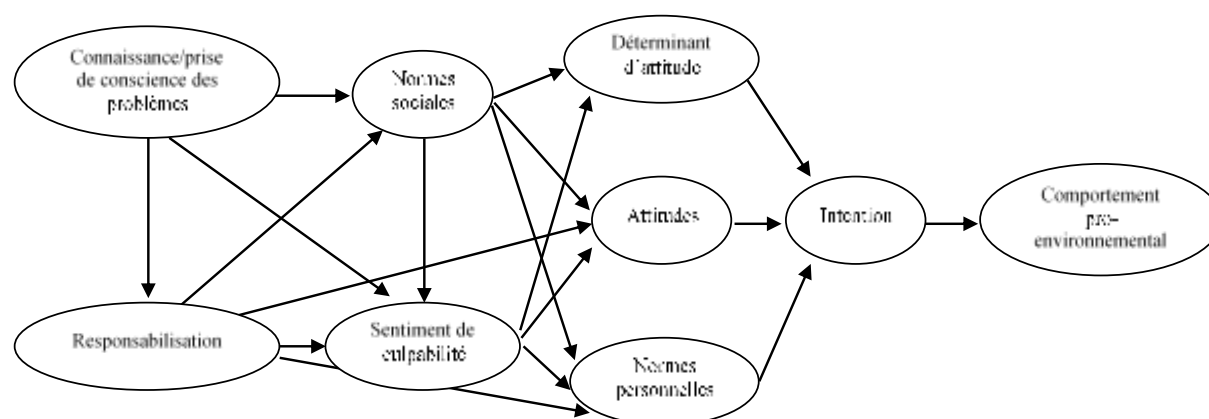 Connaissance/prise
de conscience des
problèmes
Normes
sociales
Déterminant
d'attitude
Attitudes
Intention
Comportement
pro-
environnemental
Responsabilisation
Sentiment de
culpabilité
Normes
personnelles